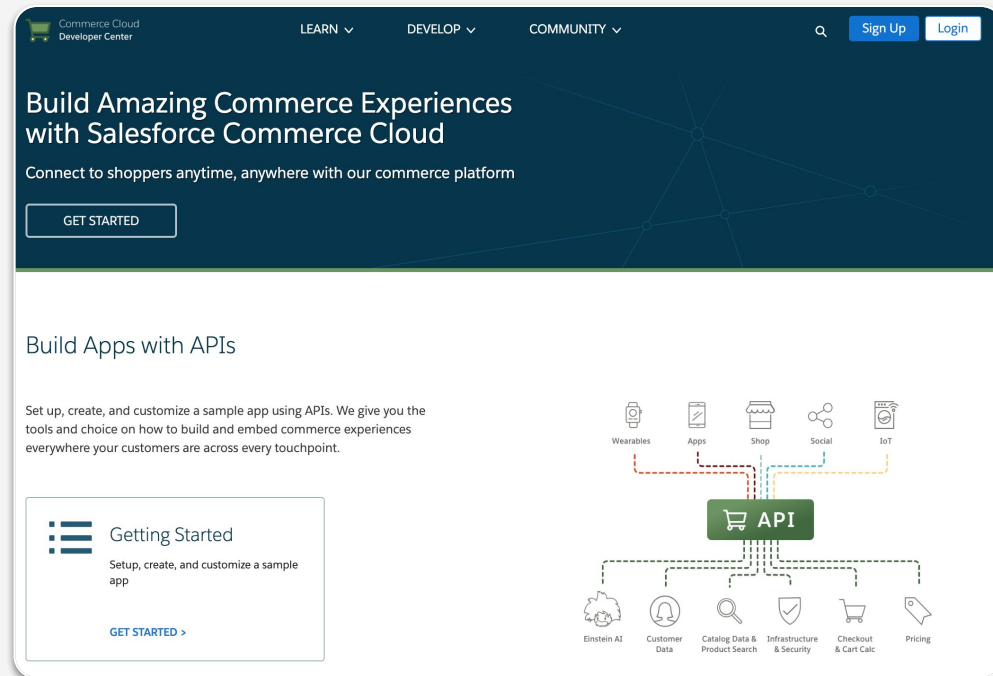 Commerce Cloud
Developer Center
LEARN
DEVELOP
COMMUNITY
Sign Up
Login
Build Amazing Commerce Experiences
with Salesforce Commerce Cloud
Connect to shoppers anytime, anywhere with our commerce platform
GET STARTED
Build Apps with APIs
Set up, create, and customize a sample app using APIs. We give you the
tools and choice on how to build and embed commerce experiences
everywhere your customers are across every touchpoint.
Getting Started
Setup, create, and customize a sample
app
GET STARTED >
Wearables
Apps
Shop
Social
IoT
API
Einstein AI
Customer
Data
Catalog Data &
Product Search
Infrastructure
& Security
Checkout
& Cart Calc
Pricing